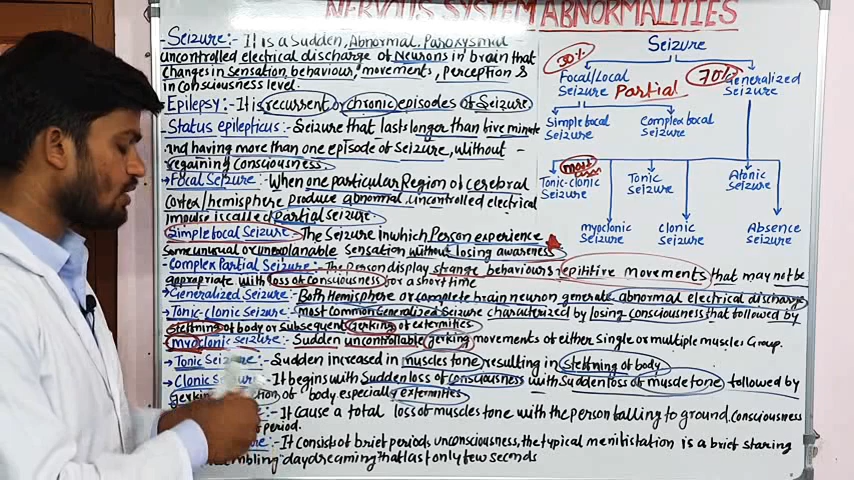 NERVOUS SYSTEM ABNORMALITIES
Seizure:- It is a Sudden, Abnormal, Paroxysmal
uncontrolled electrical discharge of Neurons in brain that
changes in sensation behaviour, movements, perception &
in consciousness level.
Epilepsy:- It is recurrent or chronic episodes of Seizure
Status epilepticus:- Seizure that lasts longer than five minute
and having more than one episode of seizure, without -
regaining Consciousness.
→ Focal Seizure:- When one particular Region of cerebral
Cortex/hemisphere produce abnormal, uncontrolled electrical
Impulse is called Partial seizure.
Simple focal Seizure:- The Seizure in which Person experience
Some unusual or unexplanable Sensation without losing awareness
Complex Partial Seizure:- The person display strange behaviours repititive movements that may not be
appropriate with loss of consciousness for a short time
Generalized Seizure:- Both Hemisphere or complete brain neuron generate abnormal electrical discharge
→ Tonic-Clonic Seizure:- most common Generalized Seizure characterized by losing consciousness that followed by
steffning of body or Subsequent jerking of extermities
myoclonic seizure:- Sudden uncontrollable jerking movements of either single or multiple muscles Group.
→ Tonic Seizure:- Sudden increased in muscles tone resulting in steffning of body
→ Clonic Seizure:- It begins with Sudden loss of consciousness with Sudden loss of muscle tone followed by
of body especially extermities
:- It cause a total loss of muscles tone with the person falling to ground. Consciousness
period.
:- It consists of brief periods unconsciousness, the typical menifistation is a brief staring
daydreaming that last only few seconds
Seizure
30%
Focal/Local
Seizure Partial
70%
Generalized
Seizure
Simple focal
Seizure
Complex focal
Seizure
most
Tonic-clonic
Seizure
Tonic
Seizure
Atonic
Seizure
myoclonic
Seizure
clonic
Seizure
Absence
seizure